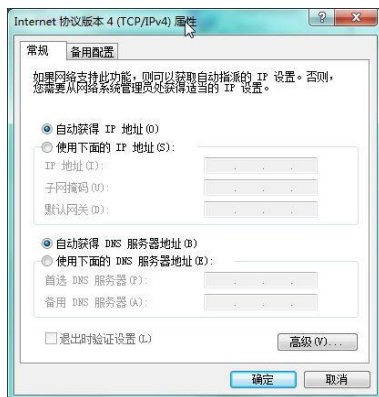 Internet 协议版本 4 (TCP/IPv4) 属性
常规 备用配置
如果网络支持此功能，则可以获取自动指派的 IP 设置。否则，
您需要从网络系统管理员处获得适当的 IP 设置。
自动获得 IP 地址(O)
使用下面的 IP 地址(S):
IP 地址(I):
子网掩码(U):
默认网关(D):
自动获得 DNS 服务器地址(B)
使用下面的 DNS 服务器地址(E):
首选 DNS 服务器(P):
备用 DNS 服务器(A):
退出时验证设置(L)
高级(V)...
确定 取消